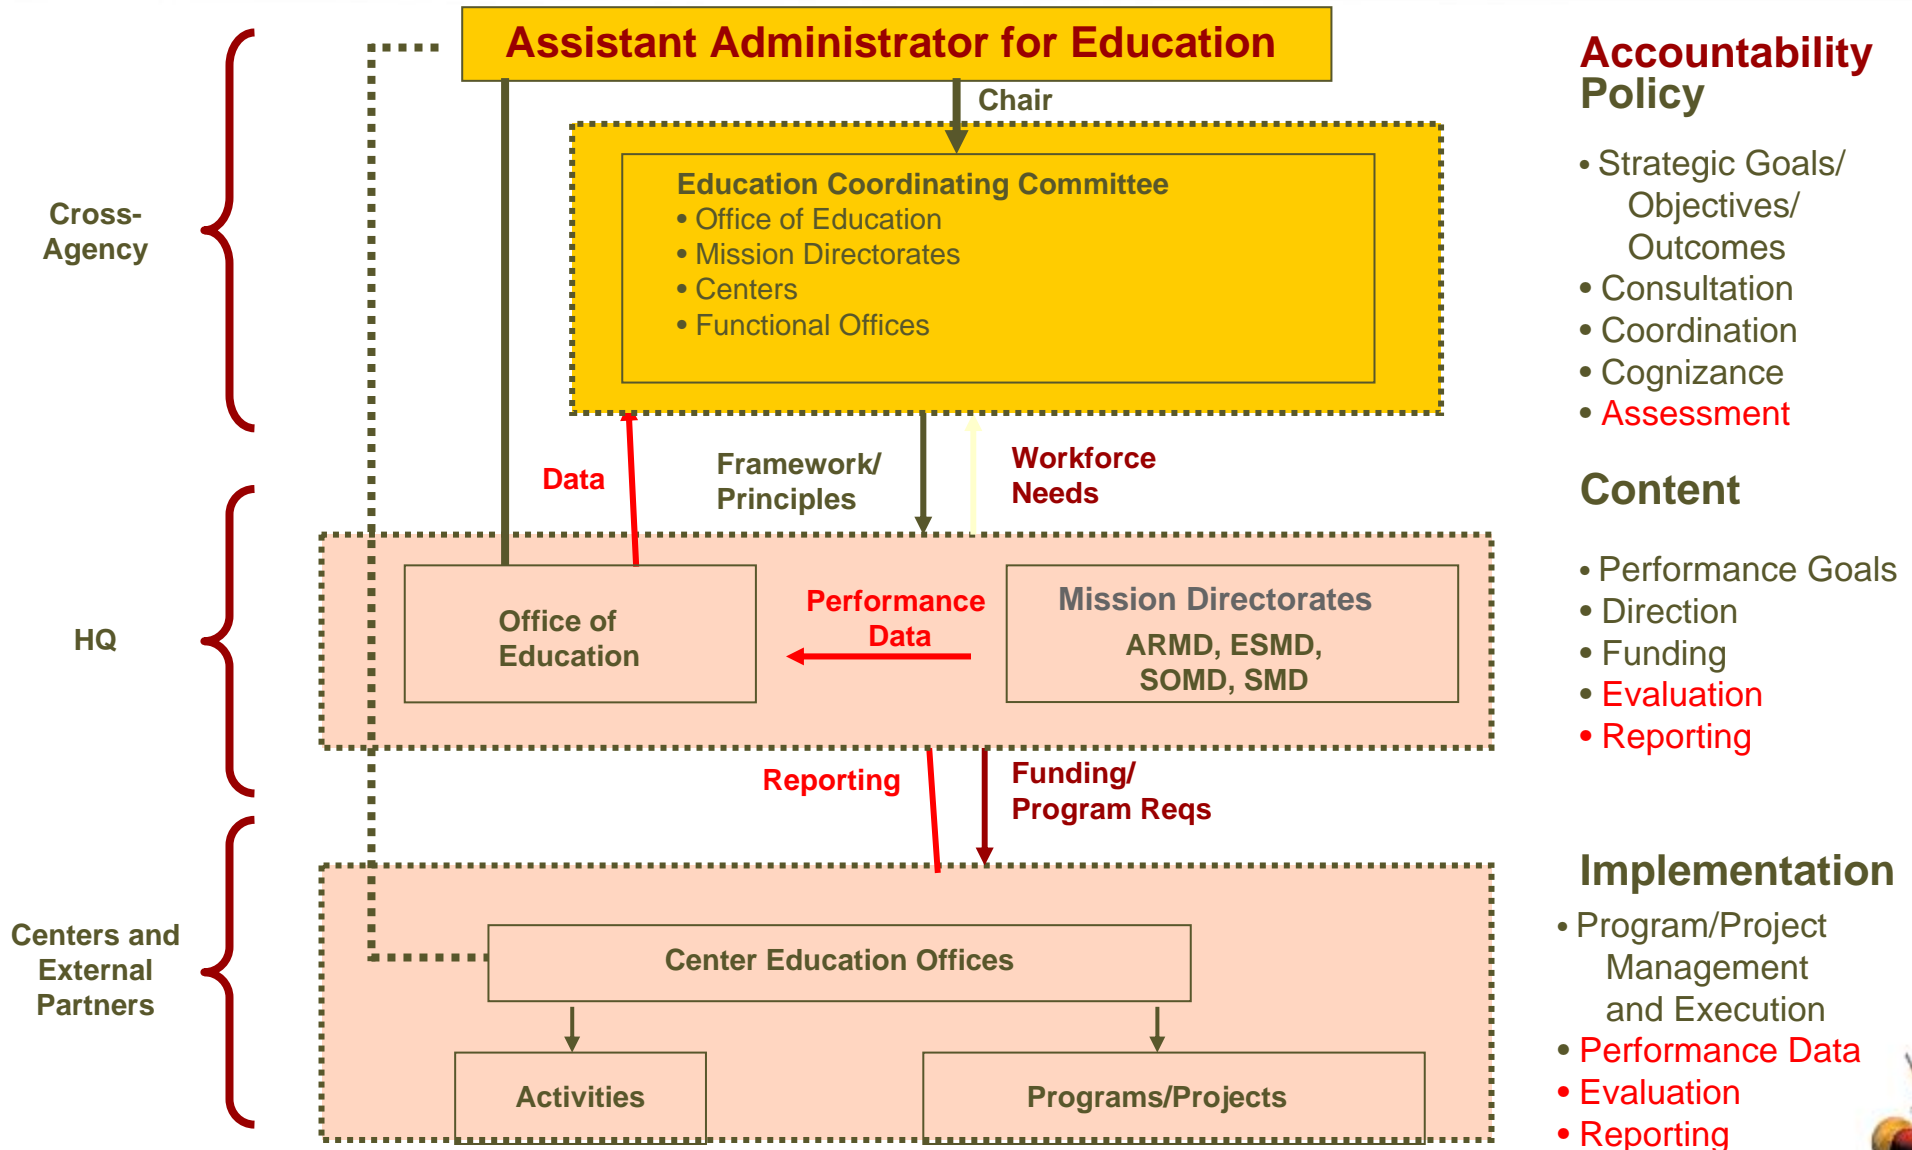 Assistant Administrator for Education
Chair
Cross-
Agency
Education Coordinating Committee
• Office of Education
• Mission Directorates
• Centers
• Functional Offices
Data
Framework/
Principles
Workforce
Needs
HQ
Office of
Education
Performance
Data
Mission Directorates
ARMD, ESMD,
SOMD, SMD
Reporting
Funding/
Program Reqs
Centers and
External
Partners
Center Education Offices
Activities
Programs/Projects
Accountability
Policy
• Strategic Goals/
Objectives/
Outcomes
• Consultation
• Coordination
• Cognizance
• Assessment
Content
• Performance Goals
• Direction
• Funding
• Evaluation
• Reporting
Implementation
• Program/Project
Management
and Execution
• Performance Data
• Evaluation
• Reporting